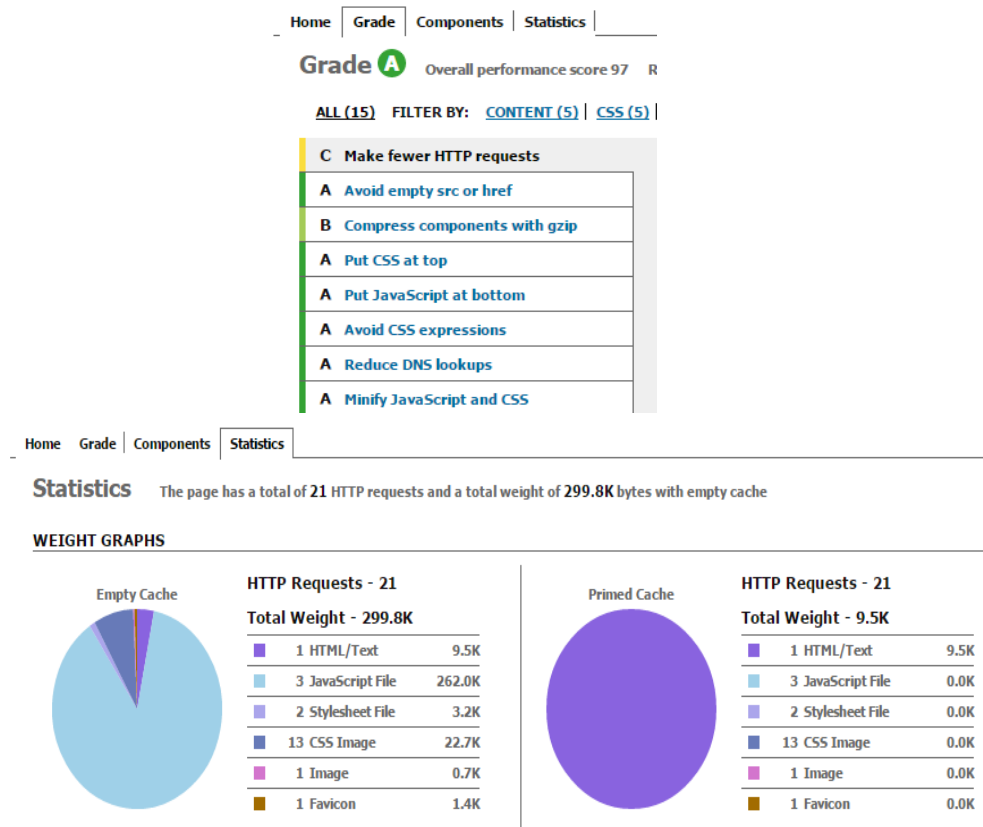 Home Grade Components Statistics
Grade A Overall performance score 97 R
ALL (15) FILTER BY: CONTENT (5) CSS (5)
C Make fewer HTTP requests
A Avoid empty src or href
B Compress components with gzip
A Put CSS at top
A Put JavaScript at bottom
A Avoid CSS expressions
A Reduce DNS lookups
A Minify JavaScript and CSS
Home Grade Components Statistics
Statistics The page has a total of 21 HTTP requests and a total weight of 299.8K bytes with empty cache
WEIGHT GRAPHS
Empty Cache
HTTP Requests - 21
Total Weight - 299.8K
1 HTML/Text 9.5K
3 JavaScript File 262.0K
2 Stylesheet File 3.2K
13 CSS Image 22.7K
1 Image 0.7K
1 Favicon 1.4K
Primed Cache
HTTP Requests - 21
Total Weight - 9.5K
1 HTML/Text 9.5K
3 JavaScript File 0.0K
2 Stylesheet File 0.0K
13 CSS Image 0.0K
1 Image 0.0K
1 Favicon 0.0K